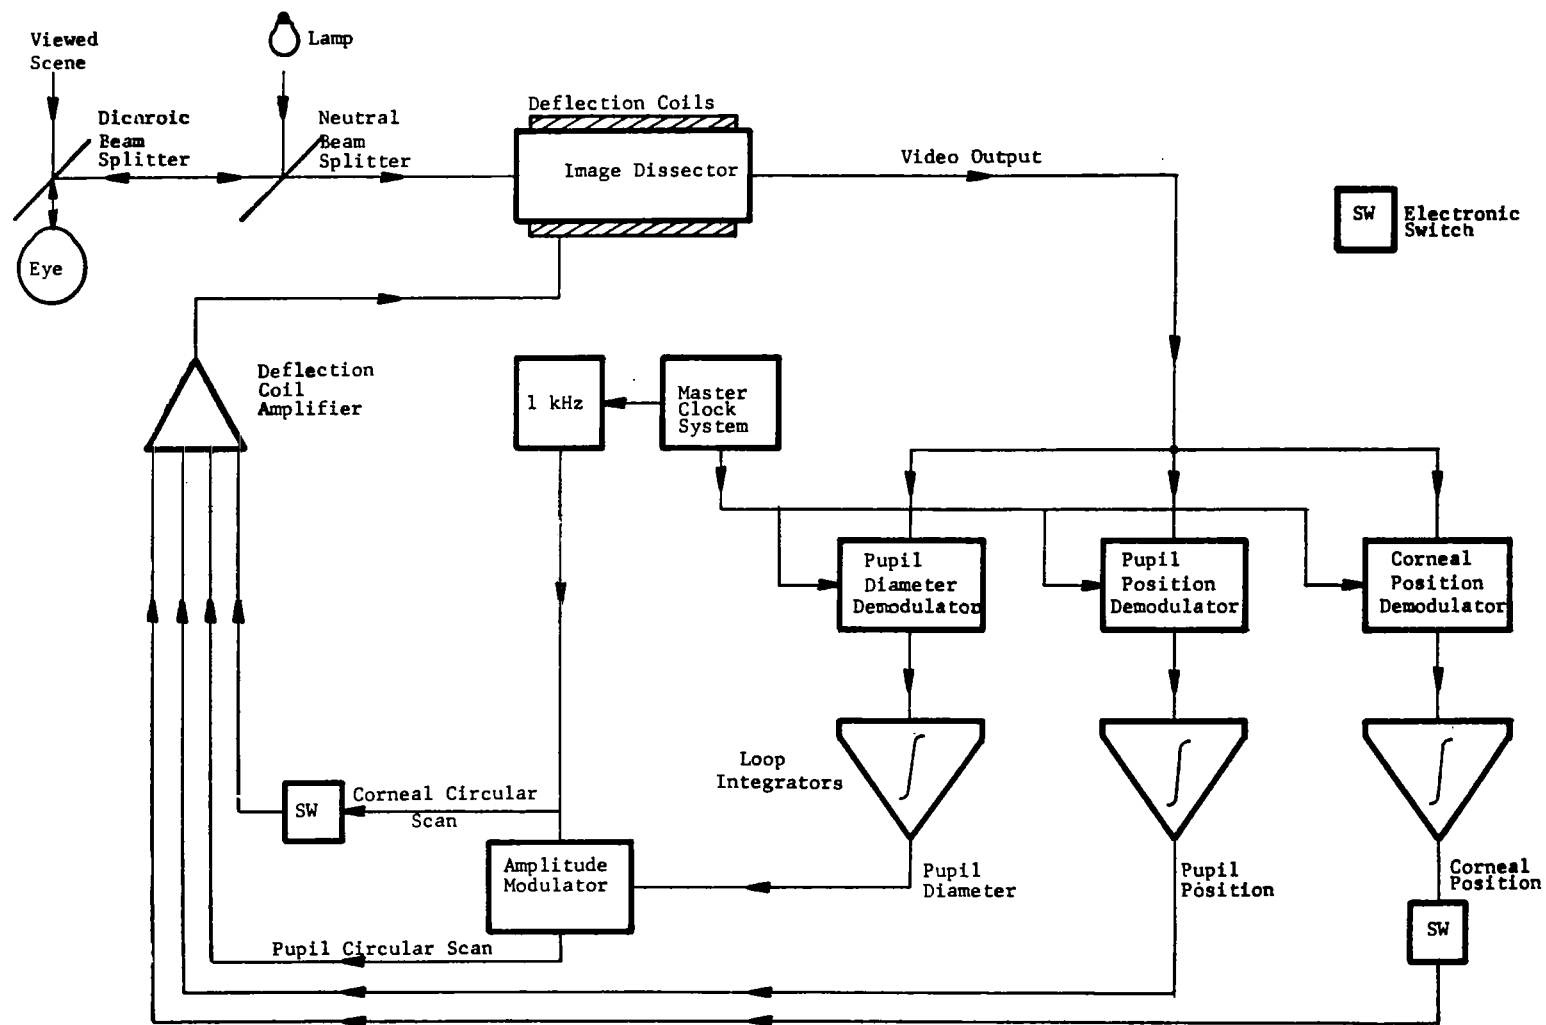 Viewed
Scene
Lamp
Dichroic
Beam
Splitter
Neutral
Beam
Splitter
Deflection Coils
Image Dissector
Video Output
SW
Electronic
Switch
Eye
Deflection
Coil
Amplifier
1 kHz
Master
Clock
System
Pupil
Diameter
Demodulator
Pupil
Position
Demodulator
Corneal
Position
Demodulator
Loop
Integrators
∫
∫
∫
SW
Corneal Circular
Scan
Amplitude
Modulator
Pupil
Diameter
Pupil
Position
Corneal
Position
SW
Pupil Circular Scan